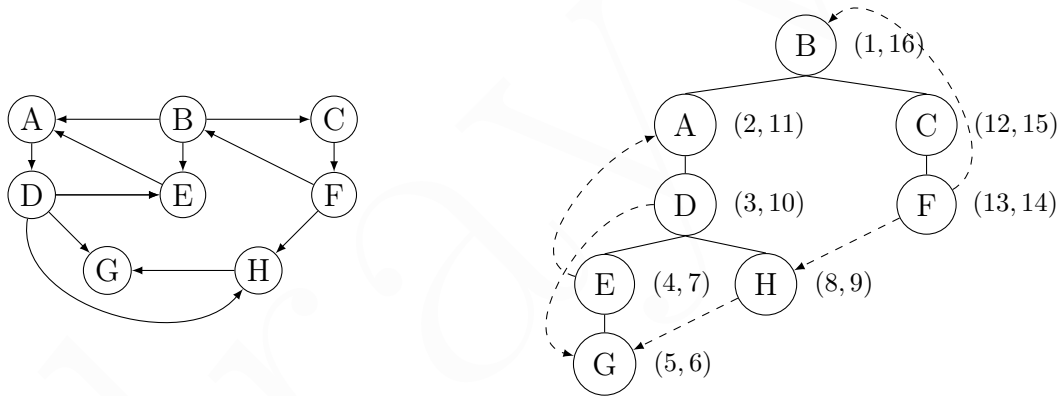 B (1, 16)
A B C
A (2, 11) C (12, 15)
D E F
D (3, 10) F (13, 14)
G H
E (4, 7) H (8, 9)
G (5, 6)